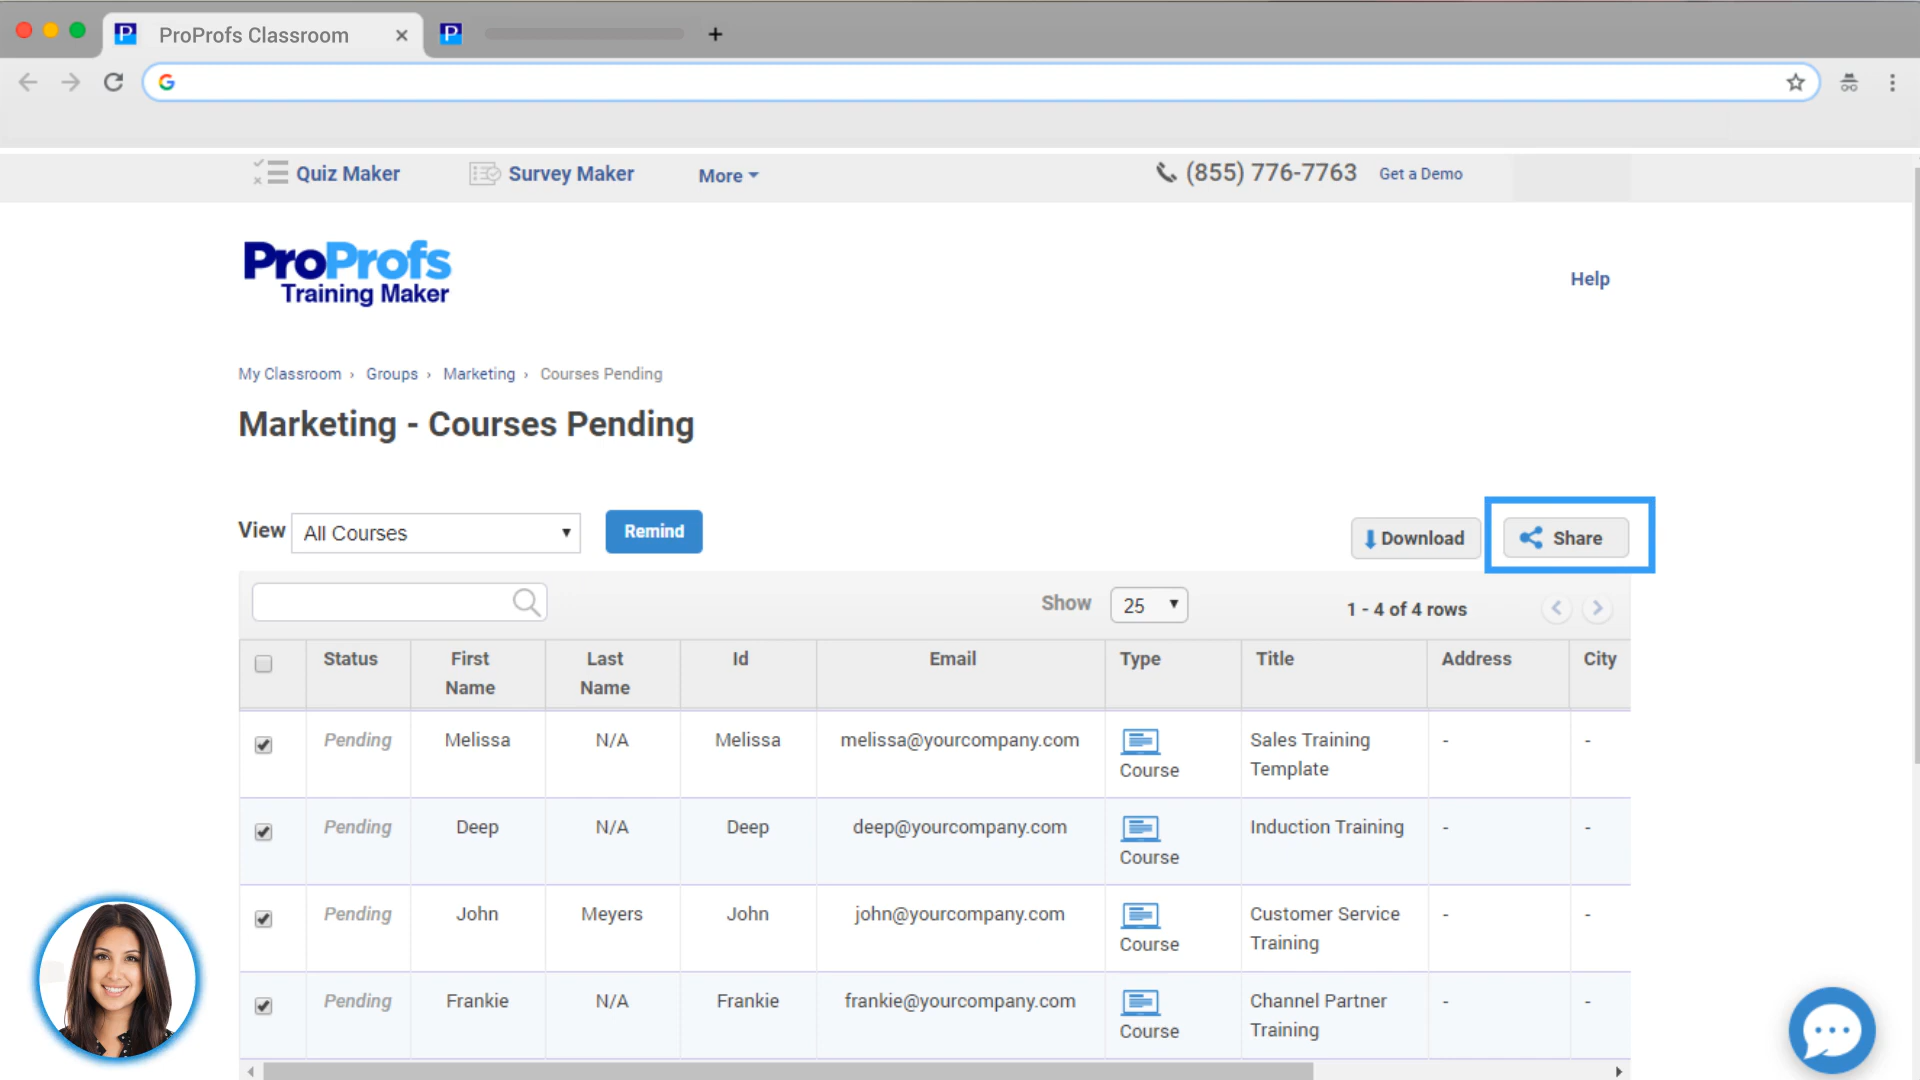 ProProfs Classroom
Quiz Maker
Survey Maker
More
(855) 776-7763
Get a Demo
ProProfs
Training Maker
Help
My Classroom › Groups › Marketing › Courses Pending
Marketing - Courses Pending
View
All Courses
Remind
Download
Share
Show
25
1 - 4 of 4 rows
Status First Name Last Name Id Email Type Title Address City
Pending Melissa N/A Melissa melissa@yourcompany.com Course Sales Training Template - -
Pending Deep N/A Deep deep@yourcompany.com Course Induction Training - -
Pending John Meyers John john@yourcompany.com Course Customer Service Training - -
Pending Frankie N/A Frankie frankie@yourcompany.com Course Channel Partner Training - -